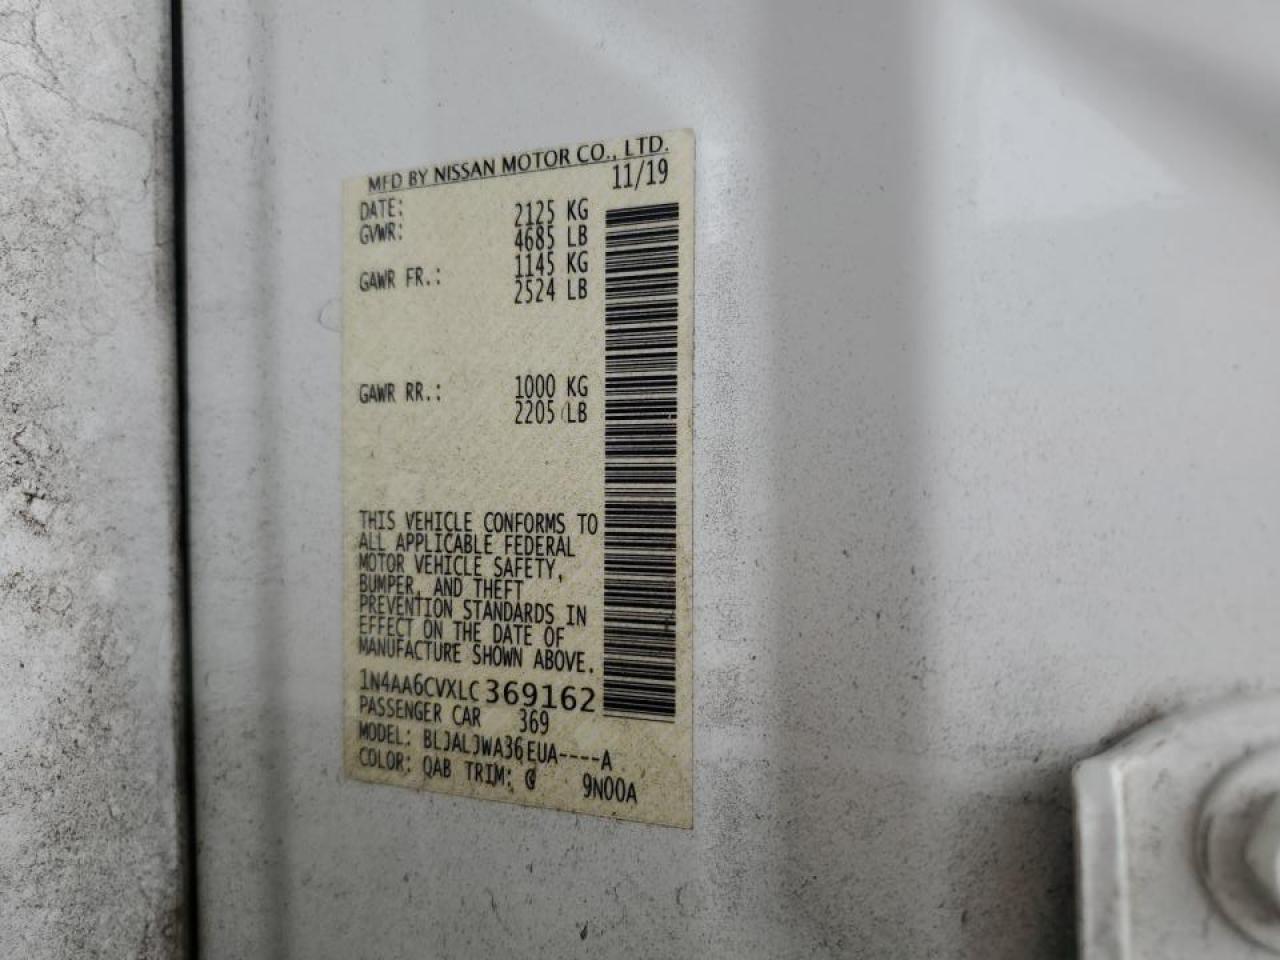 MFD BY NISSAN MOTOR CO., LTD.
DATE: 11/19
GVWR: 2125 KG
4685 LB
GAWR FR.: 1145 KG
2524 LB
GAWR RR.: 1000 KG
2205 LB
THIS VEHICLE CONFORMS TO
ALL APPLICABLE FEDERAL
MOTOR VEHICLE SAFETY,
BUMPER, AND THEFT
PREVENTION STANDARDS IN
EFFECT ON THE DATE OF
MANUFACTURE SHOWN ABOVE.
1N4AA6CVXLC369162
PASSENGER CAR 369
MODEL: BLJALJWA36EUA----A
COLOR: QAB TRIM: G 9N00A